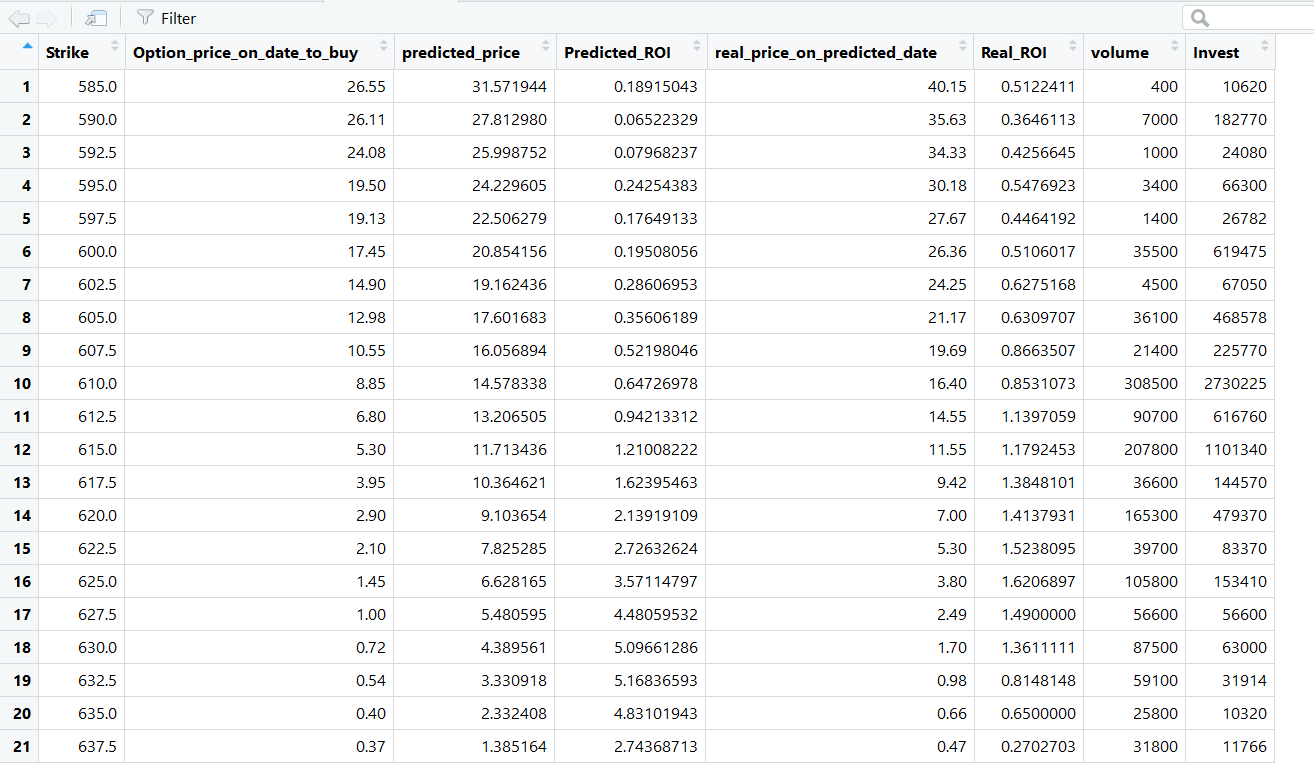 Filter
Strike Option_price_on_date_to_buy predicted_price Predicted_ROI real_price_on_predicted_date Real_ROI volume Invest
1 585.0 26.55 31.571944 0.18915043 40.15 0.5122411 400 10620
2 590.0 26.11 27.812980 0.06522329 35.63 0.3646113 7000 182770
3 592.5 24.08 25.998752 0.07968237 34.33 0.4256645 1000 24080
4 595.0 19.50 24.229605 0.24254383 30.18 0.5476923 3400 66300
5 597.5 19.13 22.506279 0.17649133 27.67 0.4464192 1400 26782
6 600.0 17.45 20.854156 0.19508056 26.36 0.5106017 35500 619475
7 602.5 14.90 19.162436 0.28606953 24.25 0.6275168 4500 67050
8 605.0 12.98 17.601683 0.35606189 21.17 0.6309707 36100 468578
9 607.5 10.55 16.056894 0.52198046 19.69 0.8663507 21400 225770
10 610.0 8.85 14.578338 0.64726978 16.40 0.8531073 308500 2730225
11 612.5 6.80 13.206505 0.94213312 14.55 1.1397059 90700 616760
12 615.0 5.30 11.713436 1.21008222 11.55 1.1792453 207800 1101340
13 617.5 3.95 10.364621 1.62395463 9.42 1.3848101 36600 144570
14 620.0 2.90 9.103654 2.13919109 7.00 1.4137931 165300 479370
15 622.5 2.10 7.825285 2.72632624 5.30 1.5238095 39700 83370
16 625.0 1.45 6.628165 3.57114797 3.80 1.6206897 105800 153410
17 627.5 1.00 5.480595 4.48059532 2.49 1.4900000 56600 56600
18 630.0 0.72 4.389561 5.09661286 1.70 1.3611111 87500 63000
19 632.5 0.54 3.330918 5.16836593 0.98 0.8148148 59100 31914
20 635.0 0.40 2.332408 4.83101943 0.66 0.6500000 25800 10320
21 637.5 0.37 1.385164 2.74368713 0.47 0.2702703 31800 11766